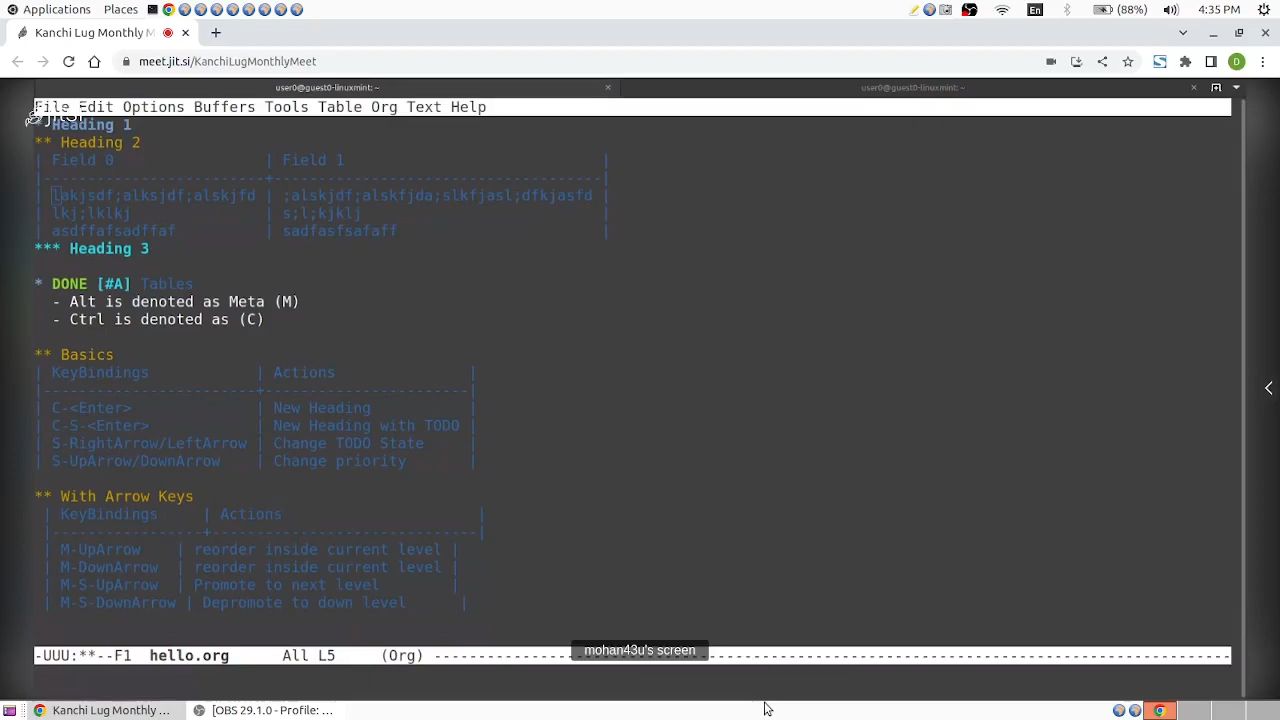 Applications Places En (88%) 4:35 PM
Kanchi Lug Monthly M
meet.jit.si/KanchiLugMonthlyMeet D
user0@guest0-linuxmint: ~ user0@guest0-linuxmint: ~
File Edit Options Buffers Tools Table Org Text Help
jitsi
Heading 1
** Heading 2
| Field 0 | Field 1 |
|-------------------------+-------------------------------------|
| lakjsdf;alksjdf;alskjfd | ;alskjdf;alskfjda;slkfjasl;dfkjasfd |
| lkj;lklkj | s;l;kjklj |
| asdffafsadffaf | sadfasfsafaff |
*** Heading 3
* DONE [#A] Tables
- Alt is denoted as Meta (M)
- Ctrl is denoted as (C)
** Basics
| KeyBindings | Actions |
|------------------------+-----------------------|
| C-<Enter> | New Heading |
| C-S-<Enter> | New Heading with TODO |
| S-RightArrow/LeftArrow | Change TODO State |
| S-UpArrow/DownArrow | Change priority |
** With Arrow Keys
| KeyBindings | Actions |
|-----------------+------------------------------|
| M-UpArrow | reorder inside current level |
| M-DownArrow | reorder inside current level |
| M-S-UpArrow | Promote to next level |
| M-S-DownArrow | Depromote to down level |
-UUU:**--F1 hello.org All L5 (Org) ----------
mohan43u's screen
Kanchi Lug Monthly ... [OBS 29.1.0 - Profile: ...